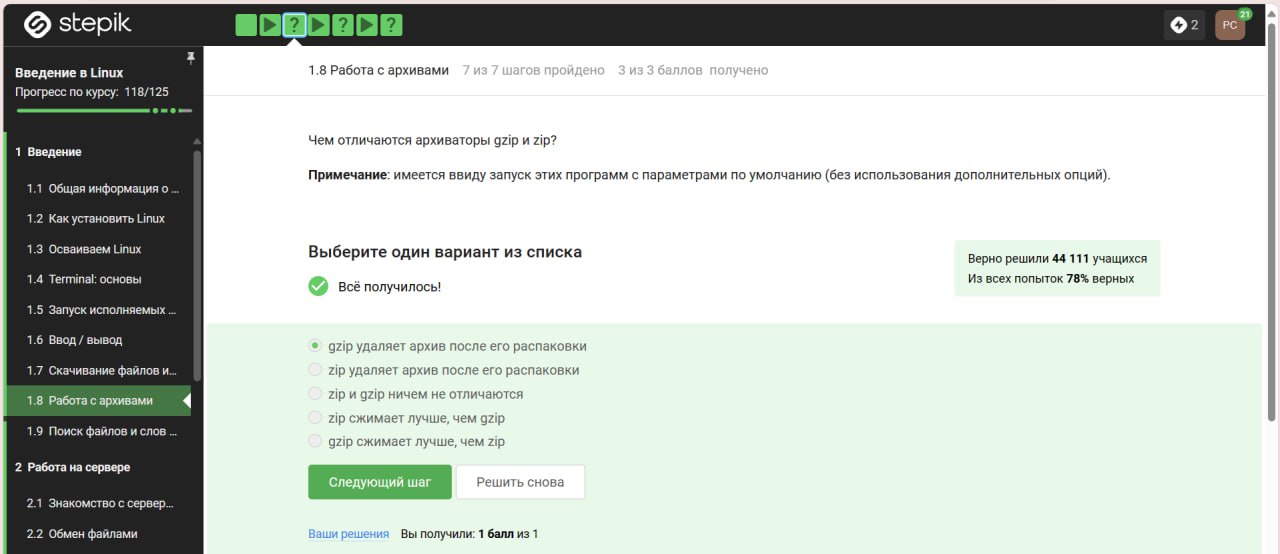 stepik
2
РС
21
Введение в Linux
Прогресс по курсу: 118/125
1 Введение
1.1 Общая информация о ...
1.2 Как установить Linux
1.3 Осваиваем Linux
1.4 Terminal: основы
1.5 Запуск исполняемых ...
1.6 Ввод / вывод
1.7 Скачивание файлов и...
1.8 Работа с архивами
1.9 Поиск файлов и слов ...
2 Работа на сервере
2.1 Знакомство с сервер...
2.2 Обмен файлами
1.8 Работа с архивами 7 из 7 шагов пройдено 3 из 3 баллов получено
Чем отличаются архиваторы gzip и zip?
Примечание: имеется ввиду запуск этих программ с параметрами по умолчанию (без использования дополнительных опций).
Выберите один вариант из списка
Всё получилось!
Верно решили 44 111 учащихся
Из всех попыток 78% верных
gzip удаляет архив после его распаковки
zip удаляет архив после его распаковки
zip и gzip ничем не отличаются
zip сжимает лучше, чем gzip
gzip сжимает лучше, чем zip
Следующий шаг
Решить снова
Ваши решения Вы получили: 1 балл из 1